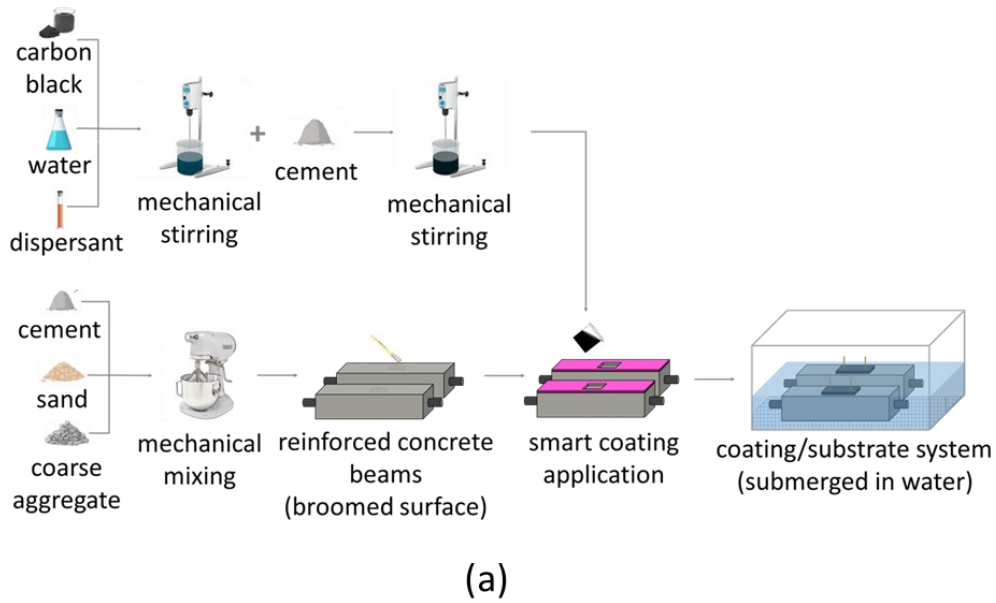 carbon
black
water
dispersant
mechanical
stirring
+
cement
mechanical
stirring
cement
sand
coarse
aggregate
mechanical
mixing
reinforced concrete
beams
(broomed surface)
smart coating
application
coating/substrate system
(submerged in water)
(a)